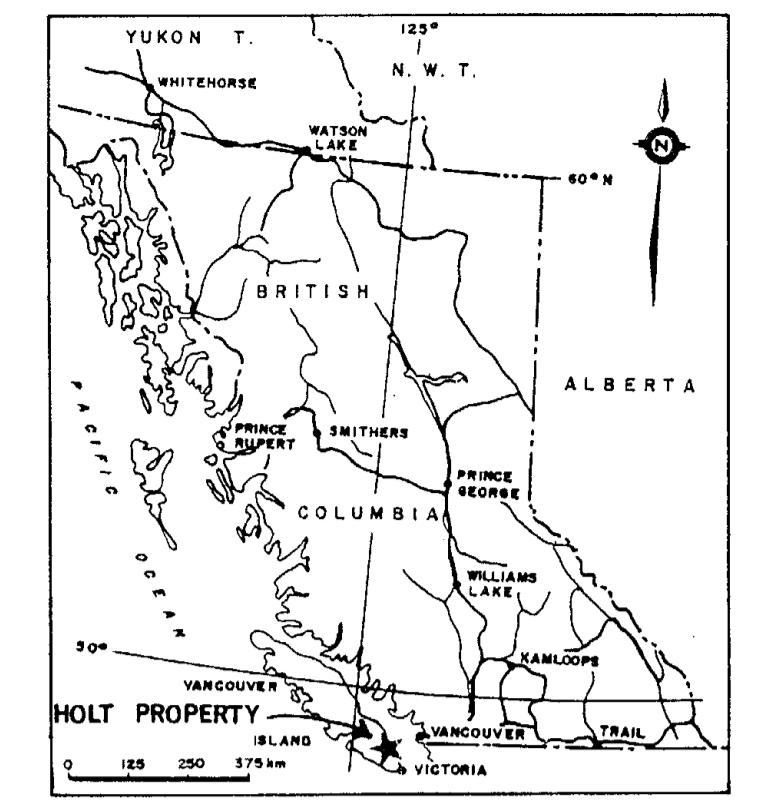 YUKON T.
125°
N.W.T.
WHITEHORSE
WATSON
LAKE
N
60° N
BRITISH
ALBERTA
PACIFIC
OCEAN
PRINCE
RUPERT
SMITHERS
PRINCE
GEORGE
COLUMBIA
WILLIAMS
LAKE
50°
KAMLOOPS
VANCOUVER
ISLAND
HOLT PROPERTY
VANCOUVER
TRAIL
VICTORIA
0 125 250 375 km